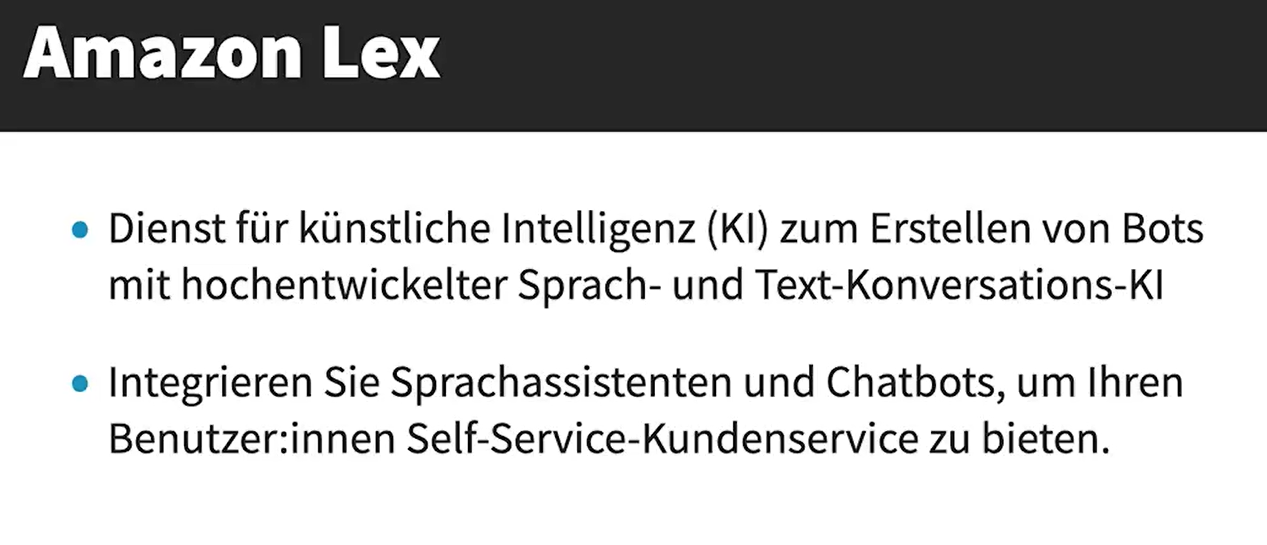 Amazon Lex
Dienst für künstliche Intelligenz (KI) zum Erstellen von Bots
mit hochentwickelter Sprach- und Text-Konversations-KI
Integrieren Sie Sprachassistenten und Chatbots, um Ihren
Benutzer:innen Self-Service-Kundenservice zu bieten.